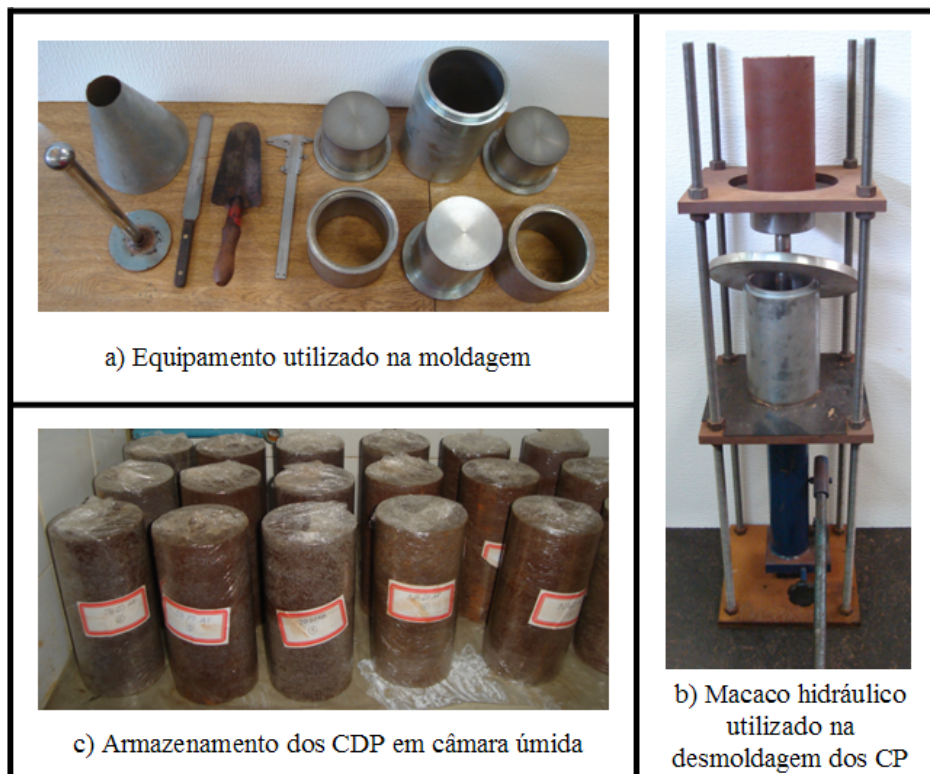 a) Equipamento utilizado na moldagem
c) Armazenamento dos CDP em câmara úmida
b) Macaco hidráulico
utilizado na
desmoldagem dos CP